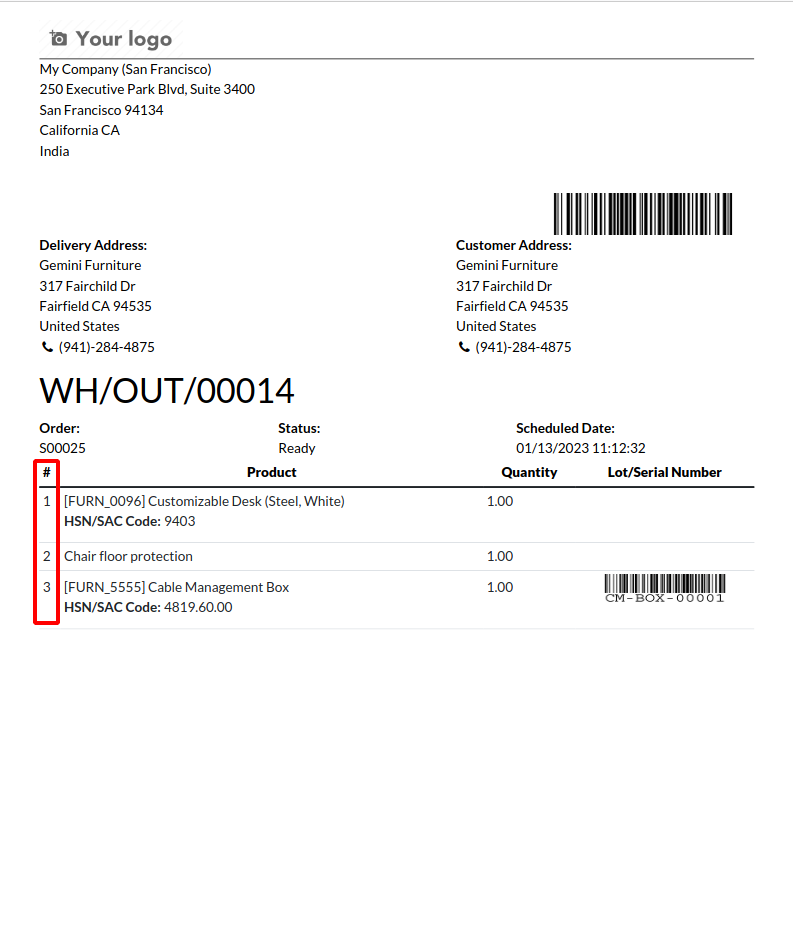 Your logo
My Company (San Francisco)
250 Executive Park Blvd, Suite 3400
San Francisco 94134
California CA
India
Delivery Address:
Gemini Furniture
317 Fairchild Dr
Fairfield CA 94535
United States
(941)-284-4875
Customer Address:
Gemini Furniture
317 Fairchild Dr
Fairfield CA 94535
United States
(941)-284-4875
WH/OUT/00014
Order: Status: Scheduled Date:
S00025 Ready 01/13/2023 11:12:32
# Product Quantity Lot/Serial Number
1 [FURN_0096] Customizable Desk (Steel, White) 1.00
HSN/SAC Code: 9403
2 Chair floor protection 1.00
3 [FURN_5555] Cable Management Box 1.00
HSN/SAC Code: 4819.60.00
CM-BOX-00001